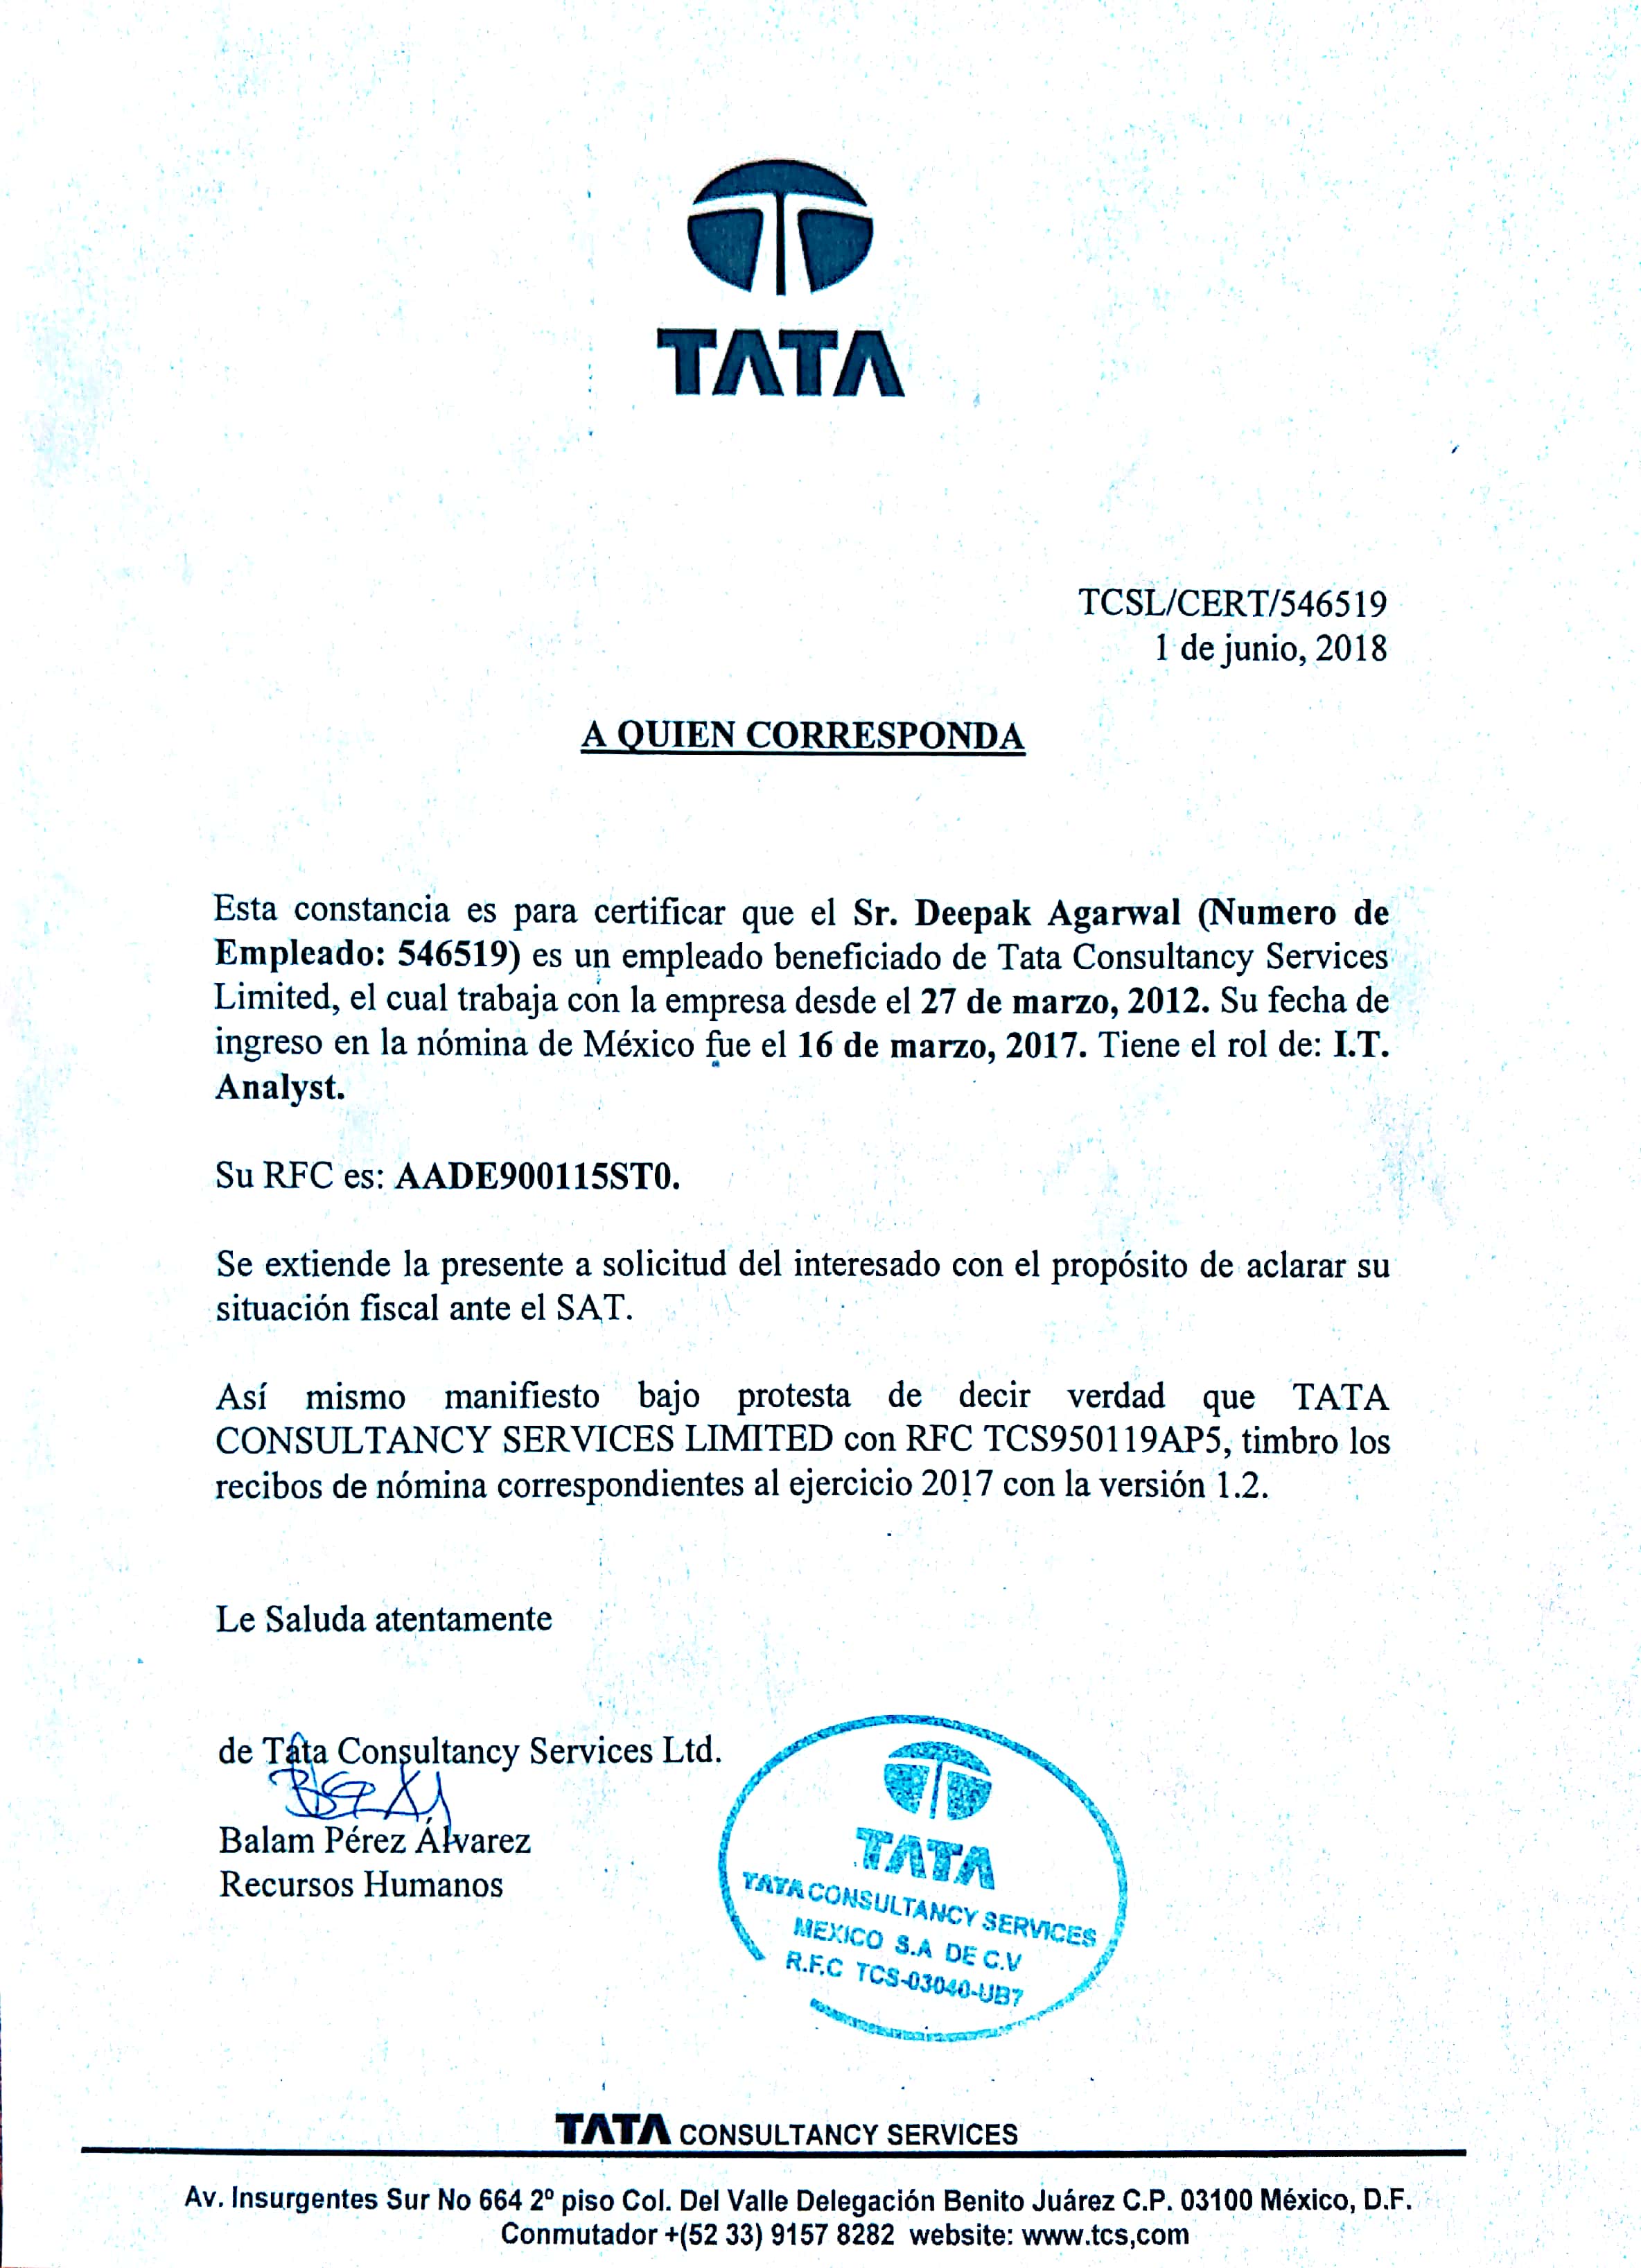 TATA
TCSL/CERT/546519
1 de junio, 2018
A QUIEN CORRESPONDA
Esta constancia es para certificar que el Sr. Deepak Agarwal (Numero de
Empleado: 546519) es un empleado beneficiado de Tata Consultancy Services
Limited, el cual trabaja con la empresa desde el 27 de marzo, 2012. Su fecha de
ingreso en la nómina de México fue el 16 de marzo, 2017. Tiene el rol de: I.T.
Analyst.
Su RFC es: AADE900115ST0.
Se extiende la presente a solicitud del interesado con el propósito de aclarar su
situación fiscal ante el SAT.
Así mismo manifiesto bajo protesta de decir verdad que TATA
CONSULTANCY SERVICES LIMITED con RFC TCS950119AP5, timbro los
recibos de nómina correspondientes al ejercicio 2017 con la versión 1.2.
Le Saluda atentamente
de Tata Consultancy Services Ltd.
Balam Pérez Álvarez
Recursos Humanos
TATA
TATA CONSULTANCY SERVICES
MEXICO S.A DE C.V
R.F.C TCS-03040-UB7
TATA CONSULTANCY SERVICES
Av. Insurgentes Sur No 664 2º piso Col. Del Valle Delegación Benito Juárez C.P. 03100 México, D.F.
Conmutador +(52 33) 9157 8282 website: www.tcs,com